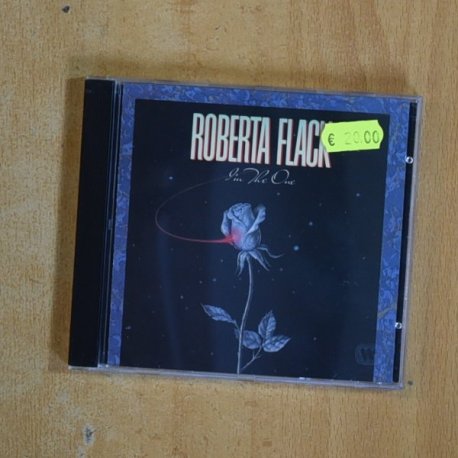 ROBERTA FLACK
€ 20.00
I'm The One